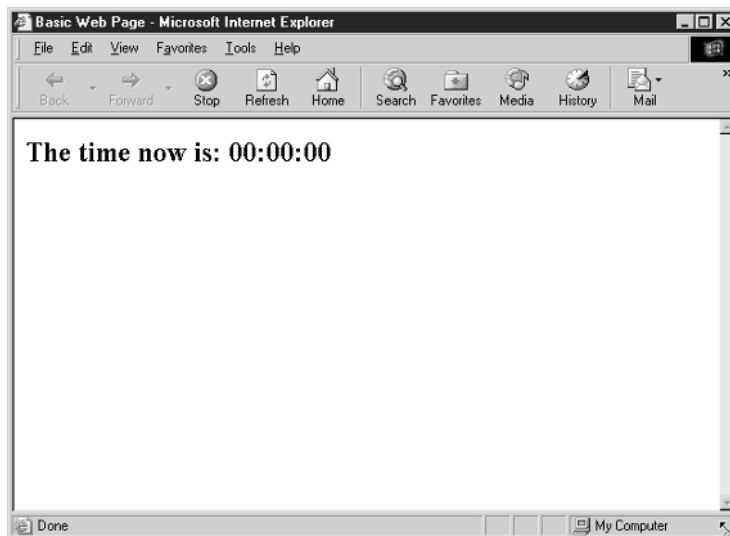 Basic Web Page - Microsoft Internet Explorer
File Edit View Favorites Tools Help
Back Forward Stop Refresh Home Search Favorites Media History Mail »
The time now is: 00:00:00
Done My Computer